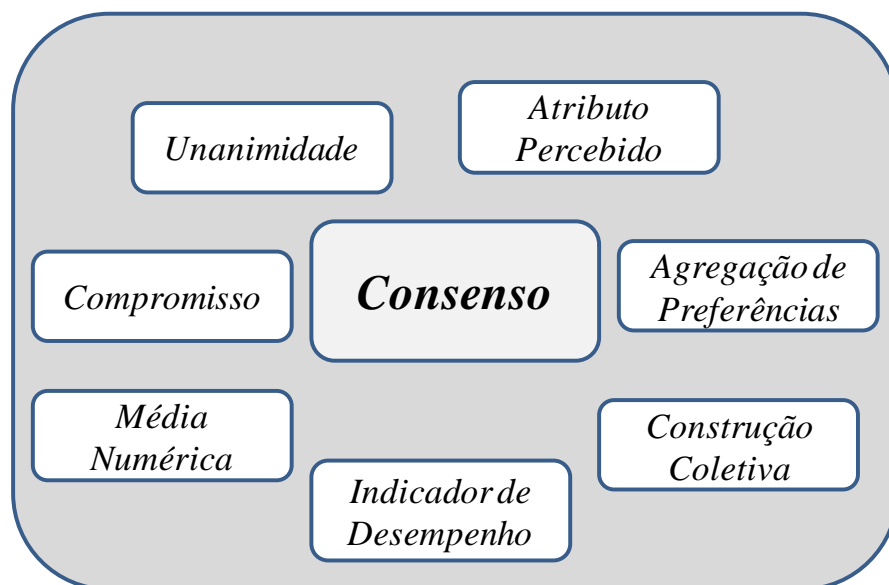 Atributo
Percebido
Unanimidade
Compromisso
Consenso
Agregação de
Preferências
Média
Numérica
Construção
Coletiva
Indicador de
Desempenho